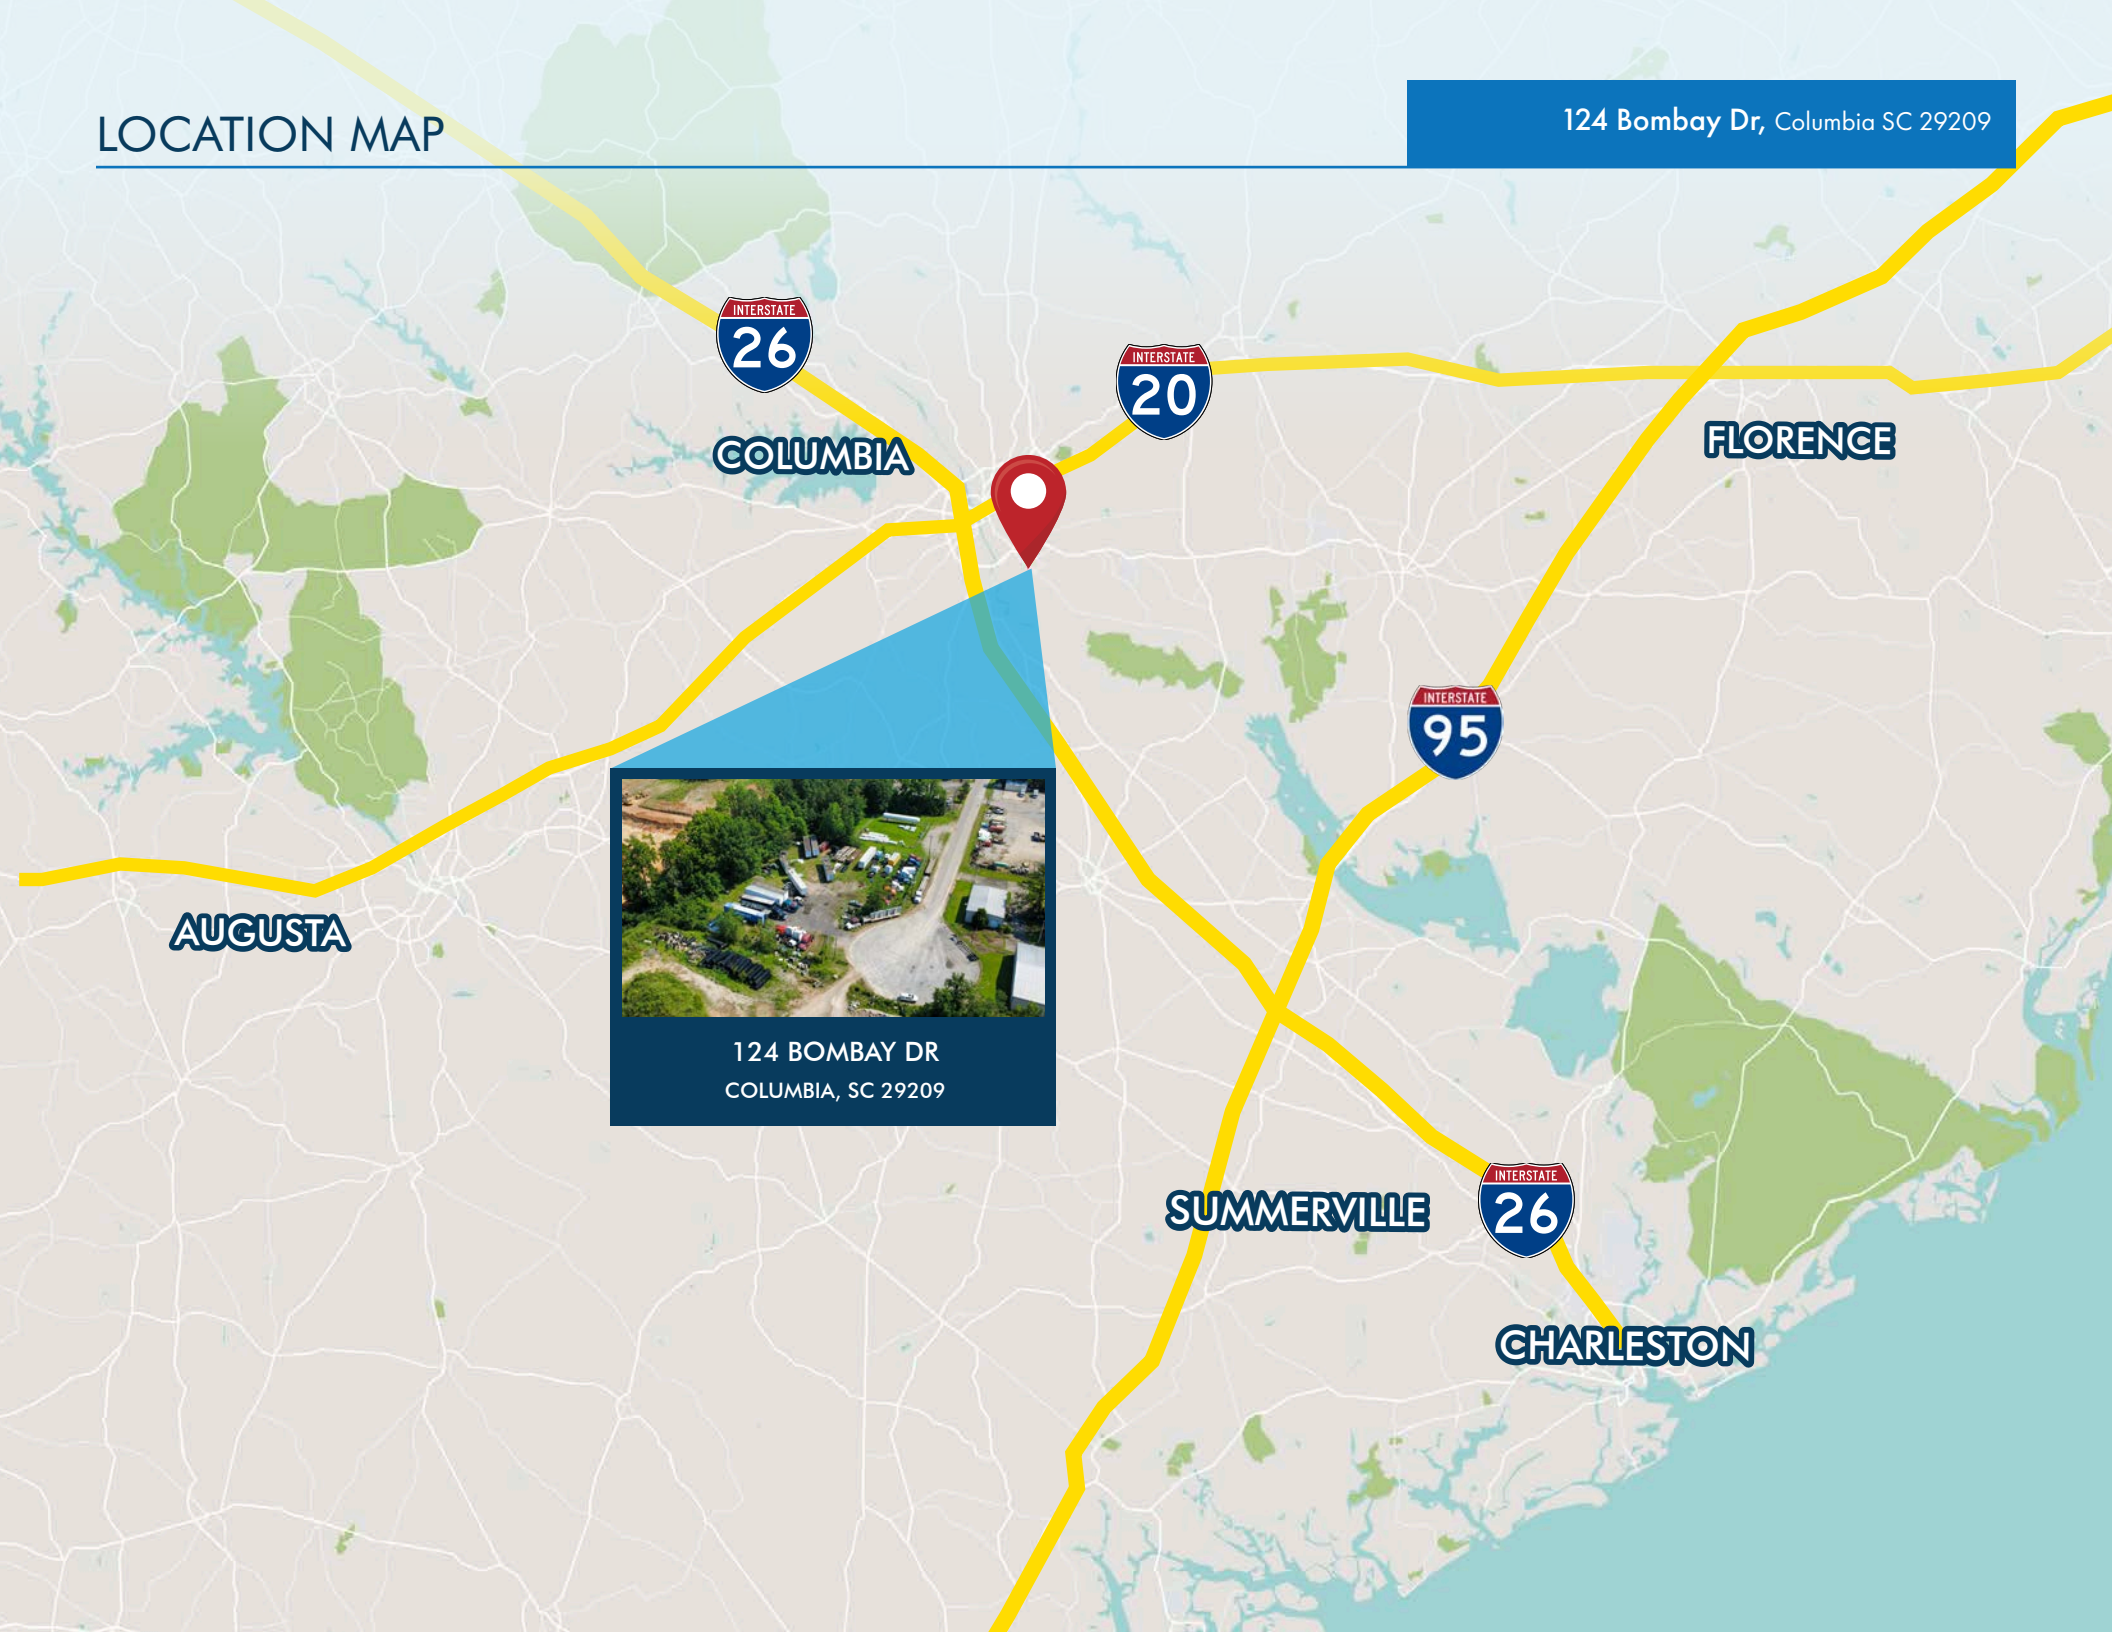 LOCATION MAP
124 Bombay Dr, Columbia SC 29209
INTERSTATE
26
INTERSTATE
20
COLUMBIA
FLORENCE
INTERSTATE
95
AUGUSTA
124 BOMBAY DR
COLUMBIA, SC 29209
SUMMERVILLE
INTERSTATE
26
CHARLESTON